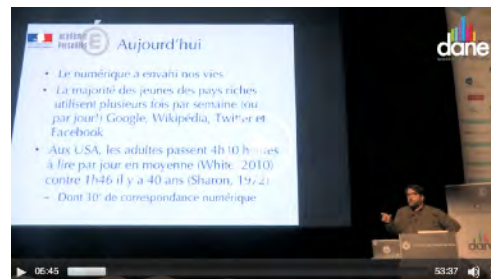 académie
Versailles
Aujourd'hui
dane
• Le numérique a envahi nos vies
• La majorité des jeunes des pays riches
utilisent plusieurs fois par semaine (ou
par jour!) Google, Wikipédia, Twitter et
Facebook
• Aux USA, les adultes passent 4h10 heures
à lire par jour en moyenne (White, 2010)
contre 1h46 il y a 40 ans (Sharon, 1972)
– Dont 30' de correspondance numérique
dane
05:45
53:37